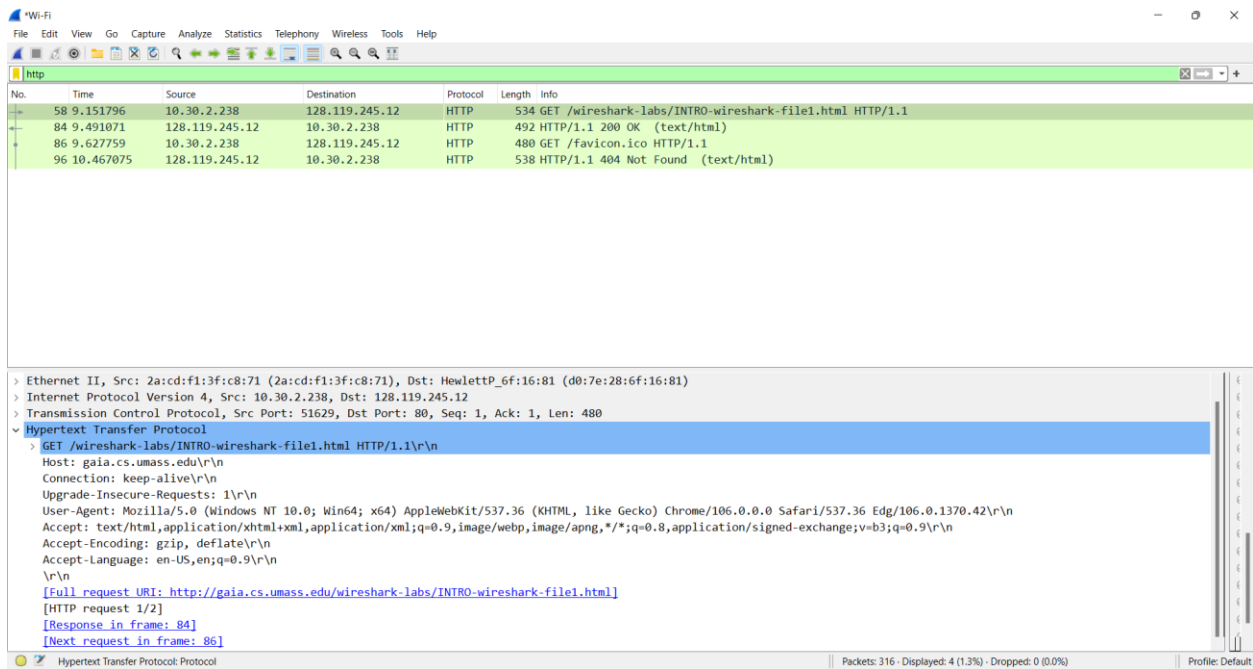 *Wi-Fi
File Edit View Go Capture Analyze Statistics Telephony Wireless Tools Help
http
No. Time Source Destination Protocol Length Info
58 9.151796 10.30.2.238 128.119.245.12 HTTP 534 GET /wireshark-labs/INTRO-wireshark-file1.html HTTP/1.1
84 9.491071 128.119.245.12 10.30.2.238 HTTP 492 HTTP/1.1 200 OK (text/html)
86 9.627759 10.30.2.238 128.119.245.12 HTTP 480 GET /favicon.ico HTTP/1.1
96 10.467075 128.119.245.12 10.30.2.238 HTTP 538 HTTP/1.1 404 Not Found (text/html)
> Ethernet II, Src: 2a:cd:f1:3f:c8:71 (2a:cd:f1:3f:c8:71), Dst: HewlettP_6f:16:81 (d0:7e:28:6f:16:81)
> Internet Protocol Version 4, Src: 10.30.2.238, Dst: 128.119.245.12
> Transmission Control Protocol, Src Port: 51629, Dst Port: 80, Seq: 1, Ack: 1, Len: 480
Hypertext Transfer Protocol
> GET /wireshark-labs/INTRO-wireshark-file1.html HTTP/1.1\r\n
Host: gaia.cs.umass.edu\r\n
Connection: keep-alive\r\n
Upgrade-Insecure-Requests: 1\r\n
User-Agent: Mozilla/5.0 (Windows NT 10.0; Win64; x64) AppleWebKit/537.36 (KHTML, like Gecko) Chrome/106.0.0.0 Safari/537.36 Edg/106.0.1370.42\r\n
Accept: text/html,application/xhtml+xml,application/xml;q=0.9,image/webp,image/apng,*/*;q=0.8,application/signed-exchange;v=b3;q=0.9\r\n
Accept-Encoding: gzip, deflate\r\n
Accept-Language: en-US,en;q=0.9\r\n
\r\n
[Full request URI: http://gaia.cs.umass.edu/wireshark-labs/INTRO-wireshark-file1.html]
[HTTP request 1/2]
[Response in frame: 84]
[Next request in frame: 86]
Hypertext Transfer Protocol: Protocol Packets: 316 · Displayed: 4 (1.3%) · Dropped: 0 (0.0%) Profile: Default